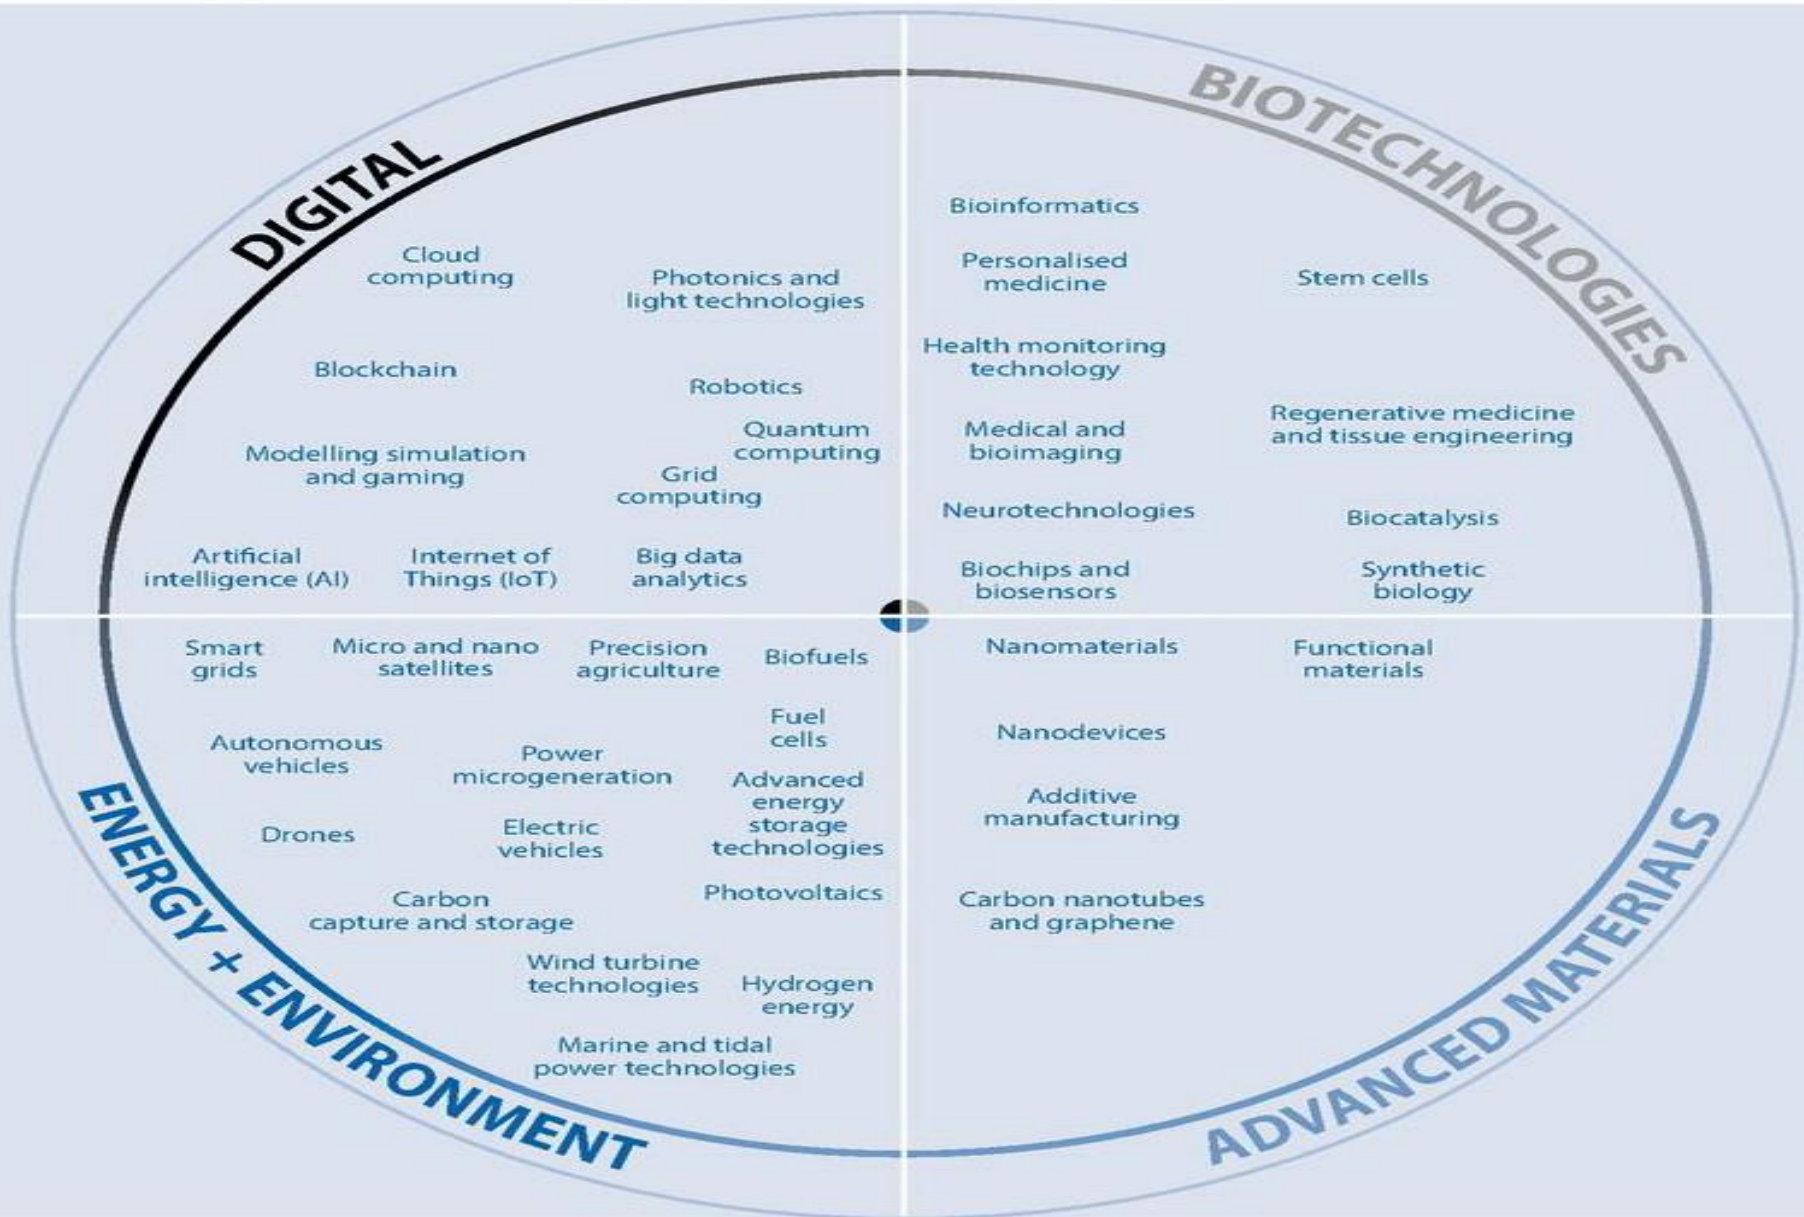 DIGITAL
Cloud
computing
Photonics and
light technologies
Blockchain
Robotics
Quantum
computing
Modelling simulation
and gaming
Grid
computing
Artificial
intelligence (AI)
Internet of
Things (IoT)
Big data
analytics
BIOTECHNOLOGIES
Bioinformatics
Personalised
medicine
Stem cells
Health monitoring
technology
Regenerative medicine
and tissue engineering
Medical and
bioimaging
Neurotechnologies
Biocatalysis
Biochips and
biosensors
Synthetic
biology
Smart
grids
Micro and nano
satellites
Precision
agriculture
Biofuels
Fuel
cells
Autonomous
vehicles
Power
microgeneration
Advanced
energy
storage
technologies
Drones
Electric
vehicles
Carbon
capture and storage
Photovoltaics
Wind turbine
technologies
Hydrogen
energy
Marine and tidal
power technologies
ENERGY + ENVIRONMENT
Nanomaterials
Functional
materials
Nanodevices
Additive
manufacturing
Carbon nanotubes
and graphene
ADVANCED MATERIALS